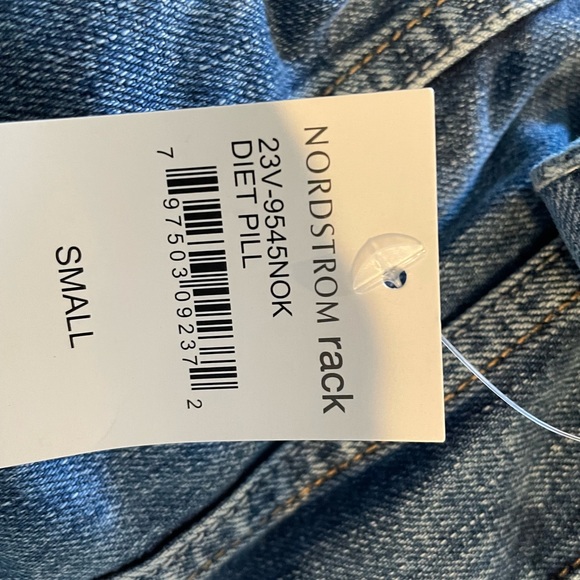 NORDSTROM rack
23V-9545NOK
DIET PILL
7 97503 09237 2
SMALL